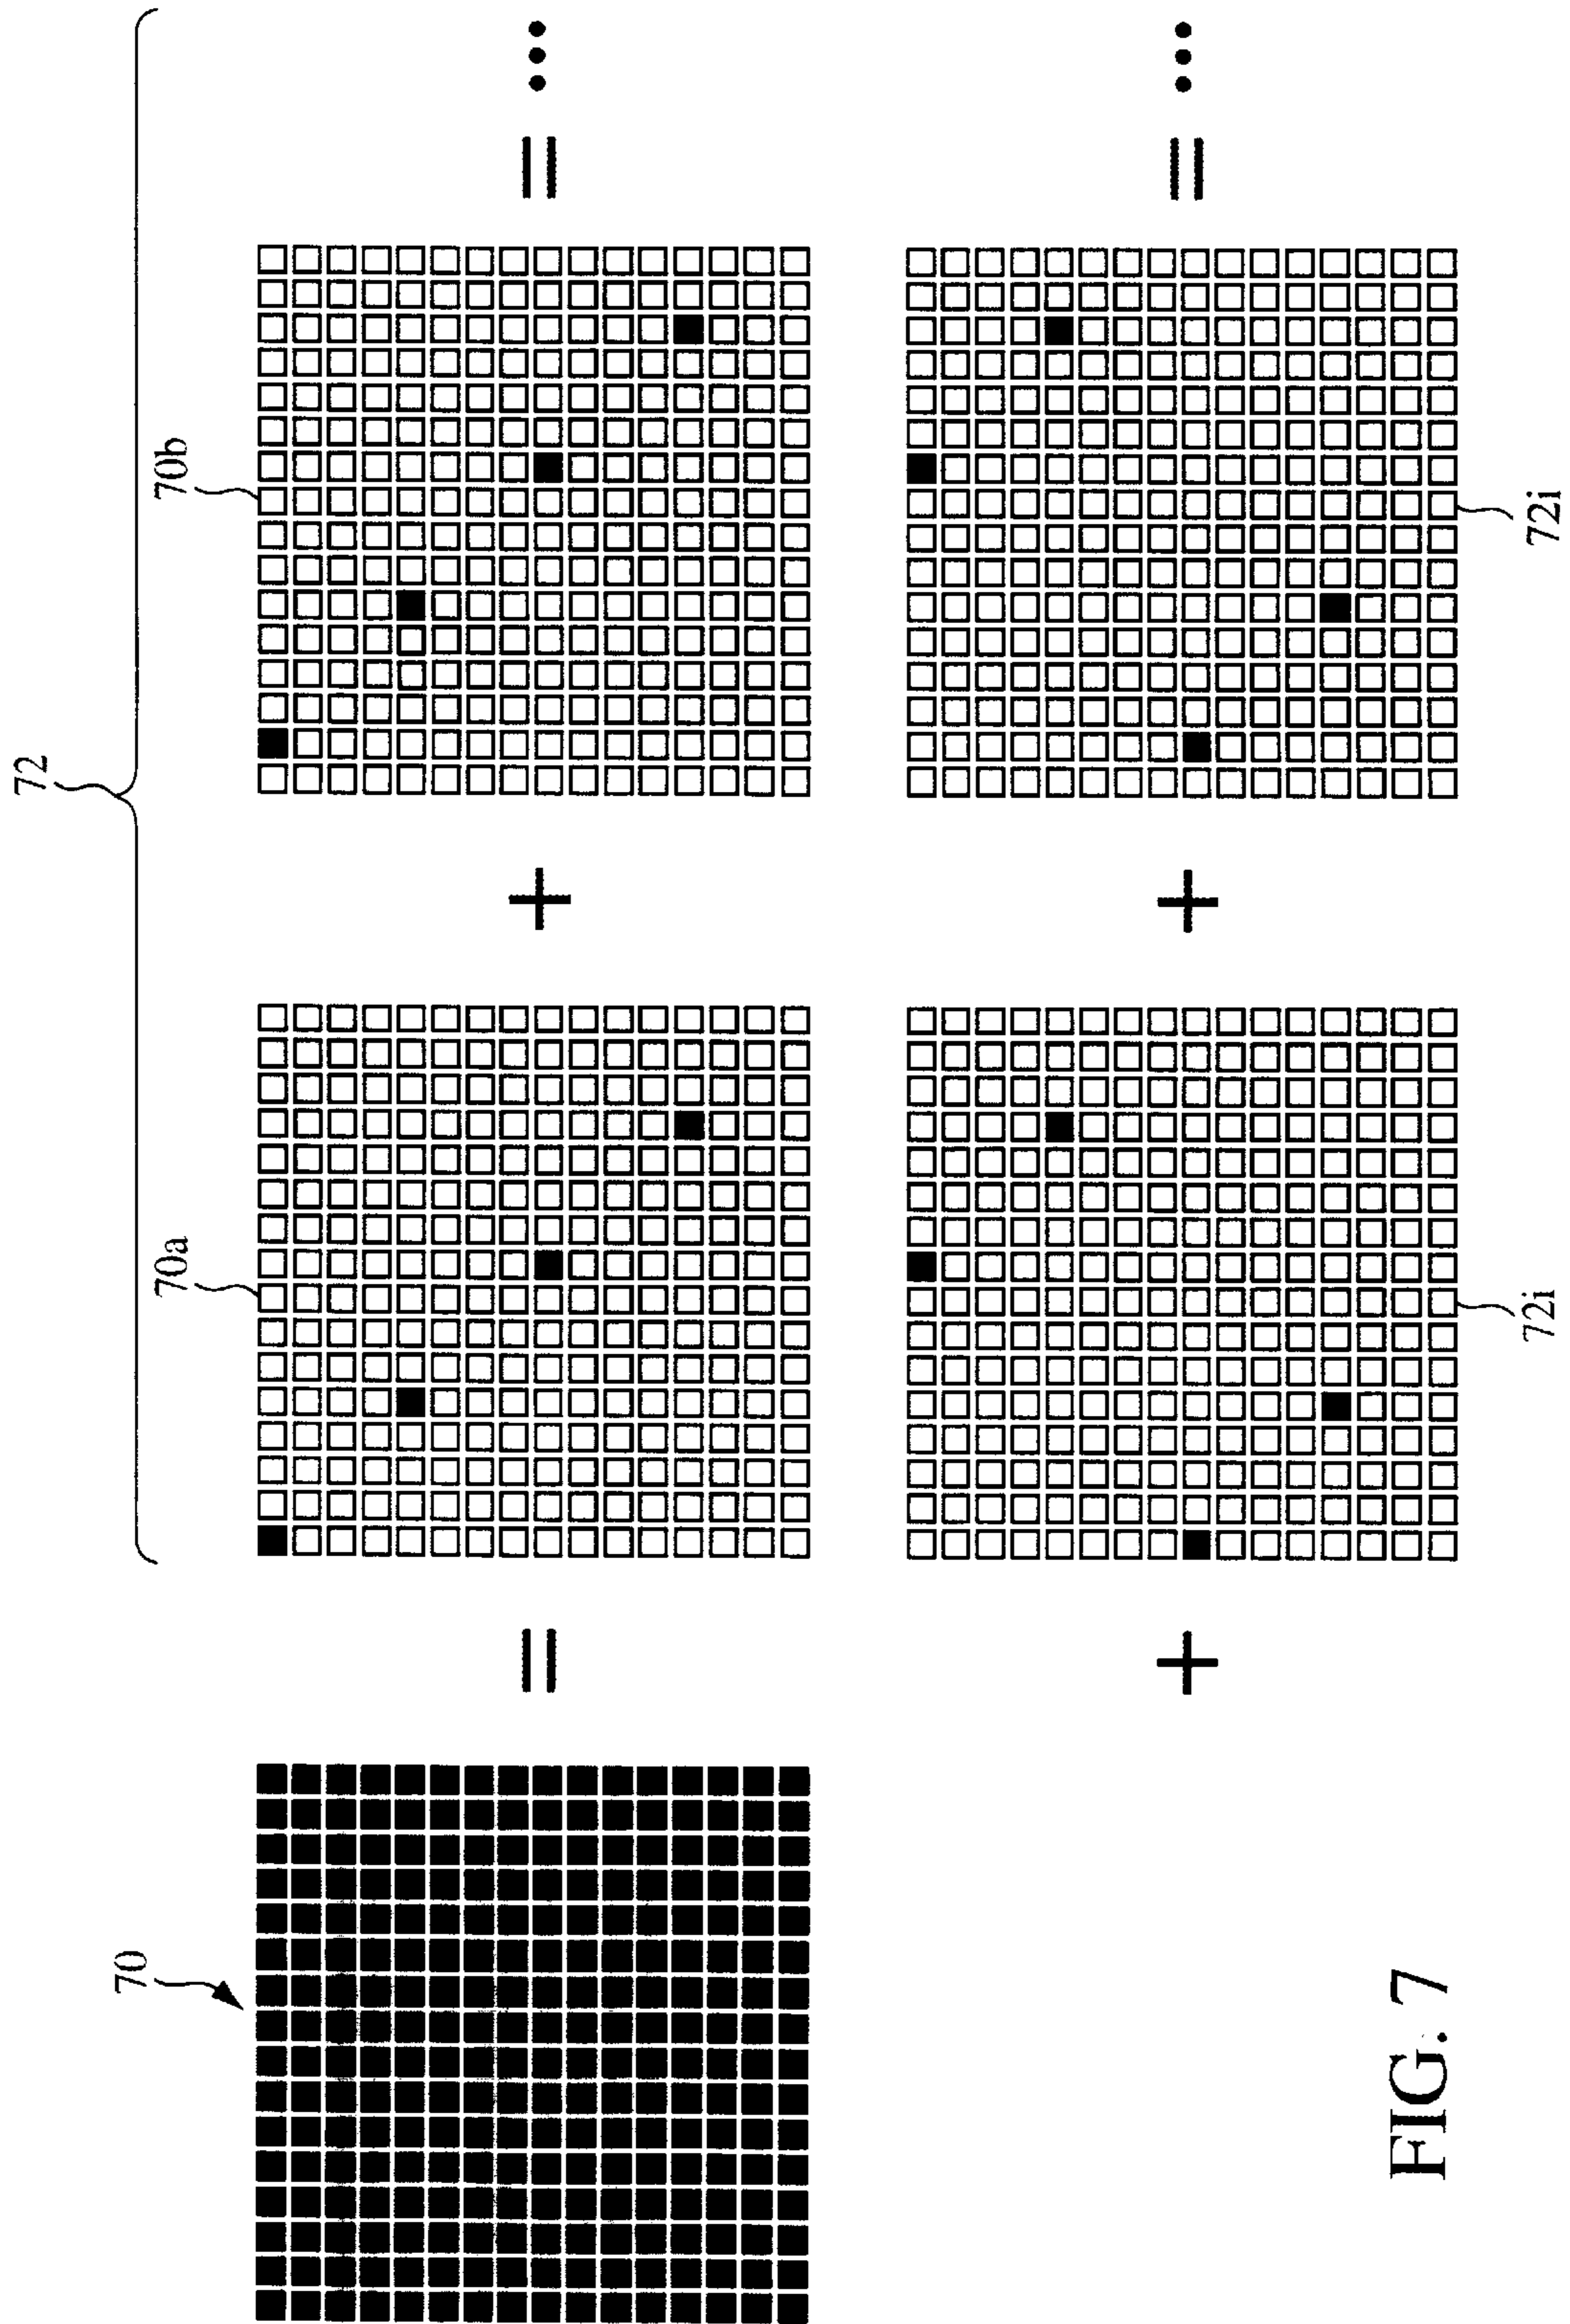 72
70
70a
70b
= + = •••
+ + = •••
72i
72i
FIG. 7